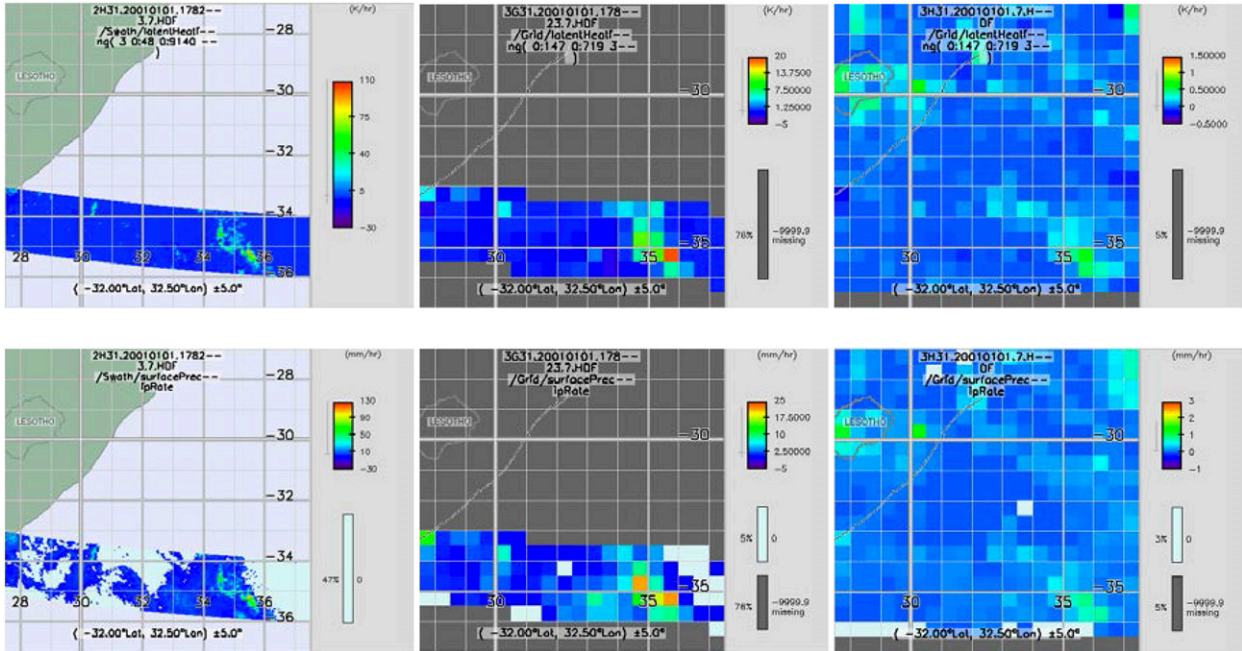 2H31.20010101.1782--
3.7.HDF
/Swath/latentHeati--
ng( 3 0:48 0:9140 --
)
(K/hr)
110
75
40
5
-30
LESOTHO
-28
-30
-32
-34
-36
28
30
32
34
36
( -32.00°Lat, 32.50°Lon) ±5.0°
3G31.20010101.178--
23.7.HDF
/Grid/latentHeati--
ng( 0:147 0:719 3--
)
(K/hr)
20
13.7500
7.50000
1.25000
-5
LESOTHO
-30
-35
30
35
76%
-9999.9
missing
( -32.00°Lat, 32.50°Lon) ±5.0°
3H31.20010101.7.H--
DF
/Grid/latentHeati--
ng( 0:147 0:719 3--
)
(K/hr)
1.50000
1.00000
0
-0.5000
LESOTHO
-30
-35
30
35
5%
-9999.9
missing
( -32.00°Lat, 32.50°Lon) ±5.0°
2H31.20010101.1782--
3.7.HDF
/Swath/surfacePrec--
ipRate
(mm/hr)
130
90
50
10
-30
LESOTHO
-28
-30
-32
-34
-36
28
30
32
34
36
47%
0
( -32.00°Lat, 32.50°Lon) ±5.0°
3G31.20010101.178--
23.7.HDF
/Grid/surfacePrec--
ipRate
(mm/hr)
25
17.5000
10
2.50000
-5
LESOTHO
-30
-35
30
35
5%
0
76%
-9999.9
missing
( -32.00°Lat, 32.50°Lon) ±5.0°
3H31.20010101.7.H--
DF
/Grid/surfacePrec--
ipRate
(mm/hr)
3
2
1
0
-1
LESOTHO
-30
-35
30
35
3%
0
5%
-9999.9
missing
( -32.00°Lat, 32.50°Lon) ±5.0°